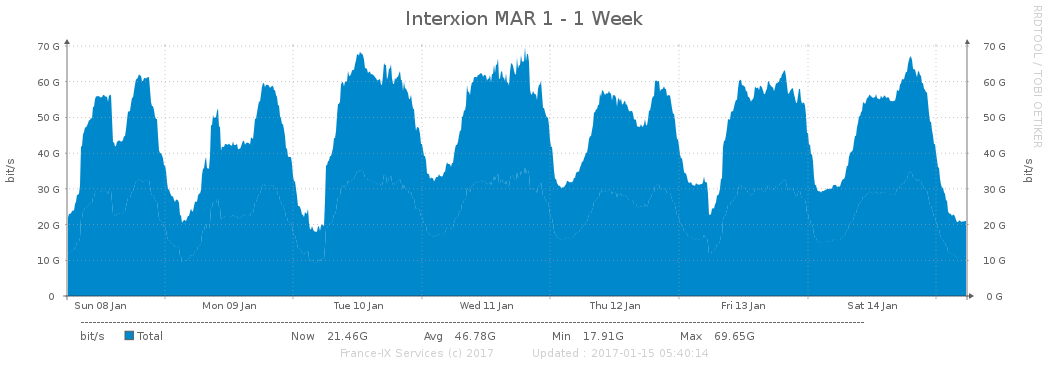 Interxion MAR 1 - 1 Week
RRDTOOL / TOBI OETIKER
bit/s
70 G
60 G
50 G
40 G
30 G
20 G
10 G
0
70 G
60 G
50 G
40 G
30 G
20 G
10 G
0 G
bit/s
Sun 08 Jan Mon 09 Jan Tue 10 Jan Wed 11 Jan Thu 12 Jan Fri 13 Jan Sat 14 Jan
bit/s Total Now 21.46G Avg 46.78G Min 17.91G Max 69.65G
France-IX Services (c) 2017 Updated : 2017-01-15 05:40:14